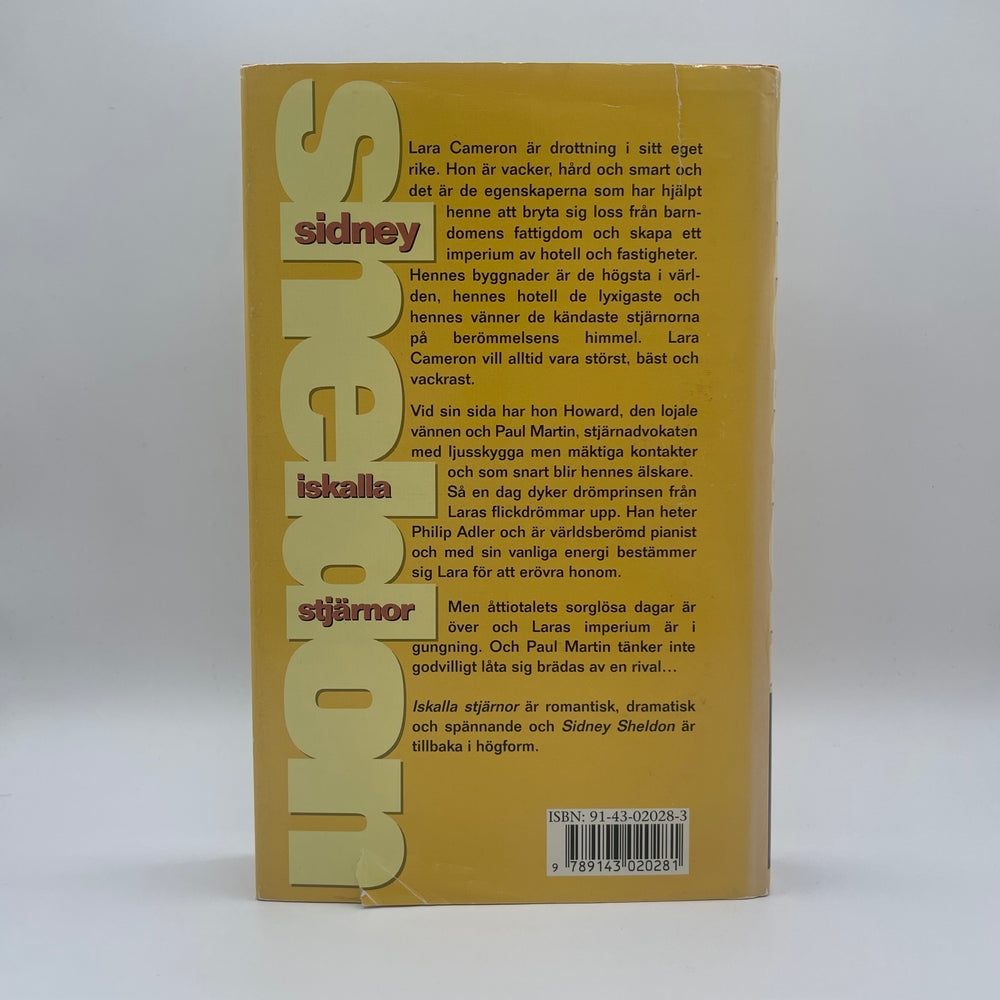 sheldon
sidney
iskalla
stjärnor
Lara Cameron är drottning i sitt eget
rike. Hon är vacker, hård och smart och
det är de egenskaperna som har hjälpt
henne att bryta sig loss från barn-
domens fattigdom och skapa ett
imperium av hotell och fastigheter.
Hennes byggnader är de högsta i värl-
den, hennes hotell de lyxigaste och
hennes vänner de kändaste stjärnorna
på berömmelsens himmel. Lara
Cameron vill alltid vara störst, bäst och
vackrast.
Vid sin sida har hon Howard, den lojale
vännen och Paul Martin, stjärnadvokaten
med ljusskygga men mäktiga kontakter
och som snart blir hennes älskare.
Så en dag dyker drömprinsen från
Laras flickdrömmar upp. Han heter
Philip Adler och är världsberömd pianist
och med sin vanliga energi bestämmer
sig Lara för att erövra honom.
Men åttiotalets sorglösa dagar är
över och Laras imperium är i
gungning. Och Paul Martin tänker inte
godvilligt låta sig brädas av en rival...
Iskalla stjärnor är romantisk, dramatisk
och spännande och Sidney Sheldon är
tillbaka i högform.
ISBN: 91-43-02028-3
9 789143 020281